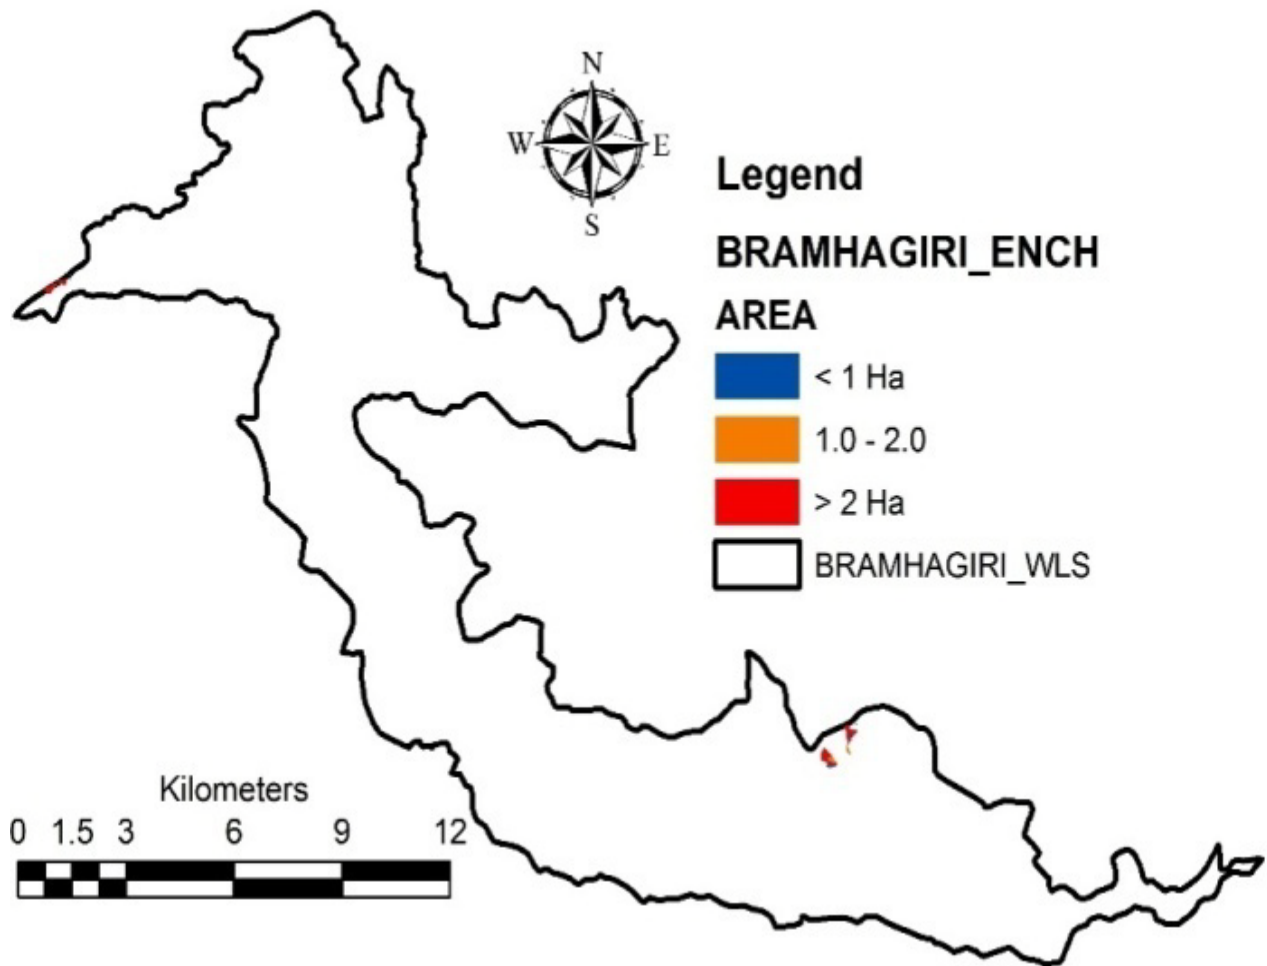 N
W
E
S
Legend
BRAMHAGIRI_ENCH
AREA
< 1 Ha
1.0 - 2.0
> 2 Ha
BRAMHAGIRI_WLS
Kilometers
0 1.5 3 6 9 12